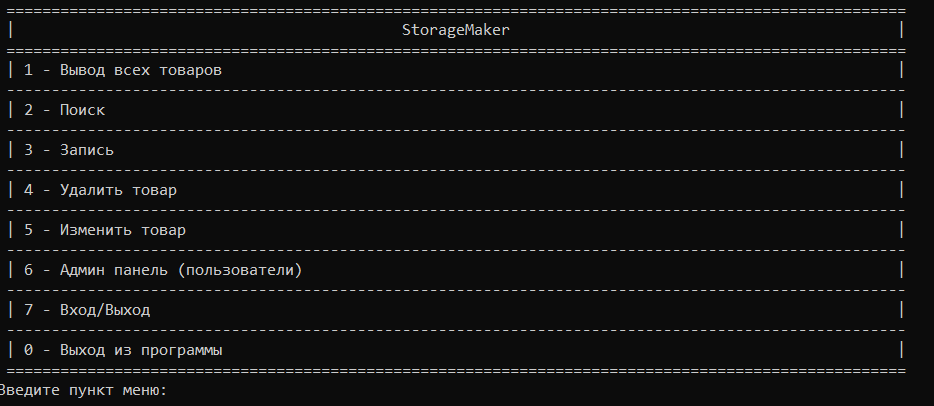 StorageMaker
1 - Вывод всех товаров
2 - Поиск
3 - Запись
4 - Удалить товар
5 - Изменить товар
6 - Админ панель (пользователи)
7 - Вход/Выход
0 - Выход из программы
Введите пункт меню: